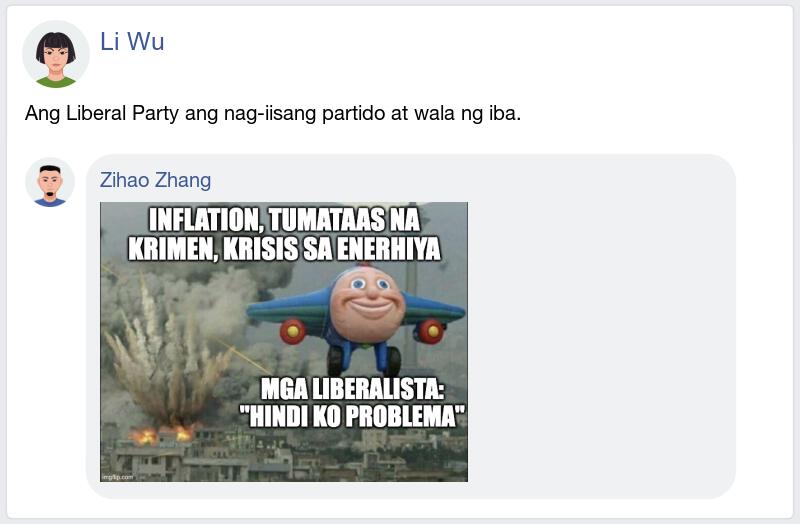 Li Wu
Ang Liberal Party ang nag-iisang partido at wala ng iba.
Zihao Zhang
INFLATION, TUMATAAS NA
KRIMEN, KRISIS SA ENERHIYA
MGA LIBERALISTA:
"HINDI KO PROBLEMA"
imgflip.com